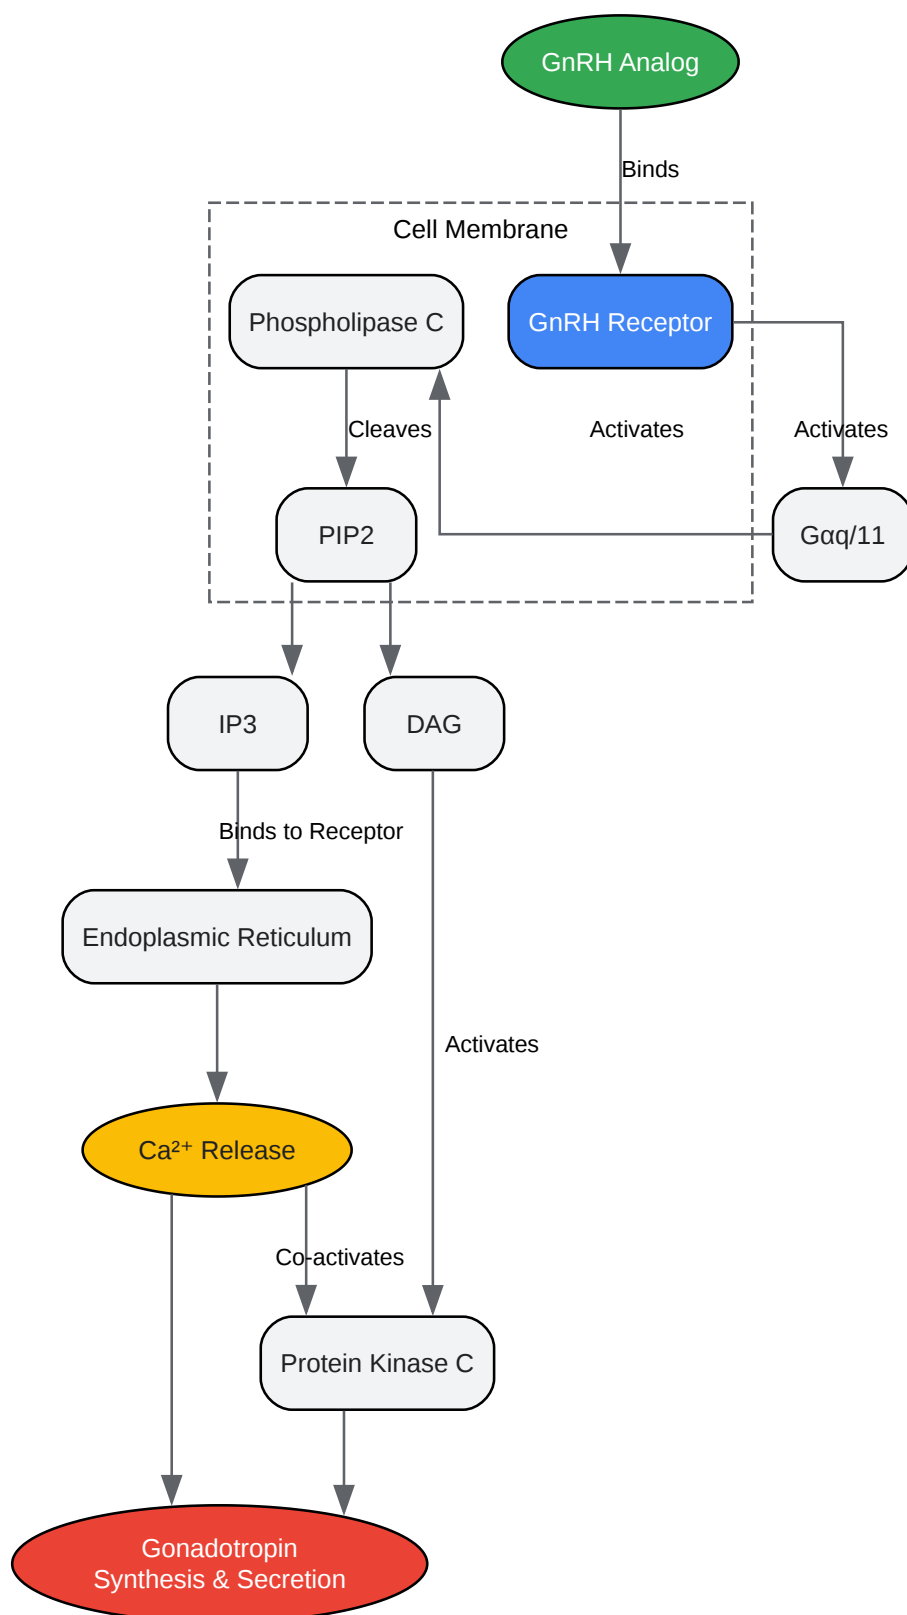 GnRH Analog
Binds
Cell Membrane
Phospholipase C
GnRH Receptor
Cleaves
Activates
Activates
PIP2
Gαq/11
IP3
DAG
Binds to Receptor
Endoplasmic Reticulum
Activates
Ca²⁺ Release
Co-activates
Protein Kinase C
Gonadotropin
Synthesis & Secretion